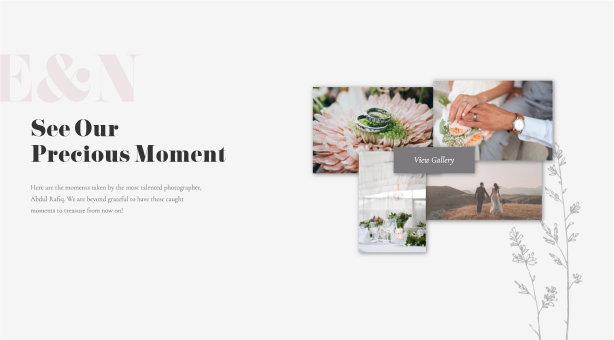 E&N
See Our
Precious Moment
Here are the moments taken by the most talented photographer,
Abdul Rafiq. We are beyond grateful to have these caught
moments to treasure from now on!
View Gallery